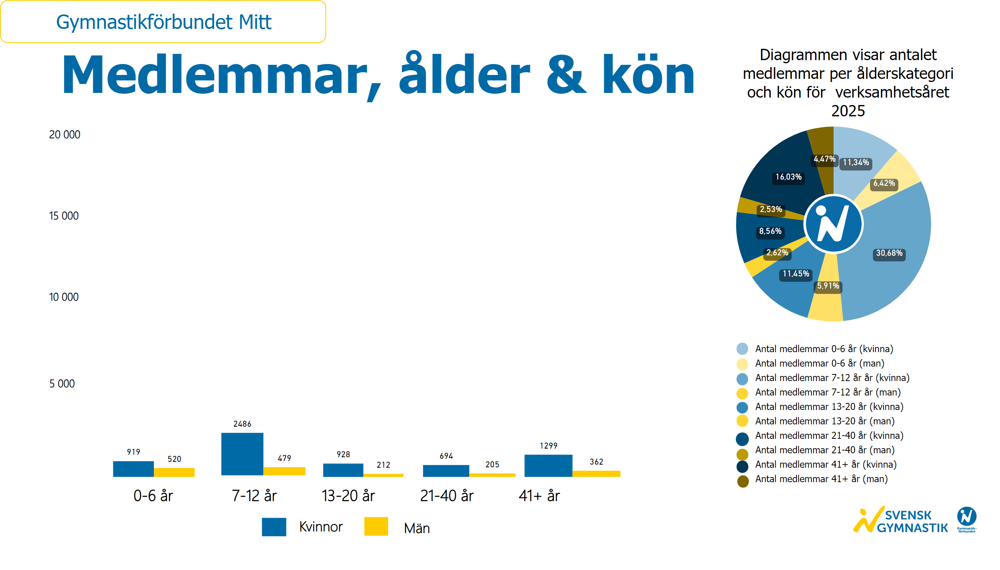 Gymnastikförbundet Mitt
Medlemmar, ålder & kön
Diagrammen visar antalet
medlemmar per ålderskategori
och kön för  verksamhetsåret
2025
20 000
15 000
10 000
5 000
919
520
2486
479
928
212
694
205
1299
362
0-6 år
7-12 år
13-20 år
21-40 år
41+ år
Kvinnor
Män
4,47%
11,34%
6,42%
16,03%
2,53%
8,56%
2,62%
30,68%
11,45%
5,91%
Antal medlemmar 0-6 år (kvinna)
Antal medlemmar 0-6 år (man)
Antal medlemmar 7-12 år år (kvinna)
Antal medlemmar 7-12 år år (man)
Antal medlemmar 13-20 år (kvinna)
Antal medlemmar 13-20 år (man)
Antal medlemmar 21-40 år (kvinna)
Antal medlemmar 21-40 år (man)
Antal medlemmar 41+ år (kvinna)
Antal medlemmar 41+ år (man)
SVENSK
GYMNASTIK
Gymnastik-
förbundet